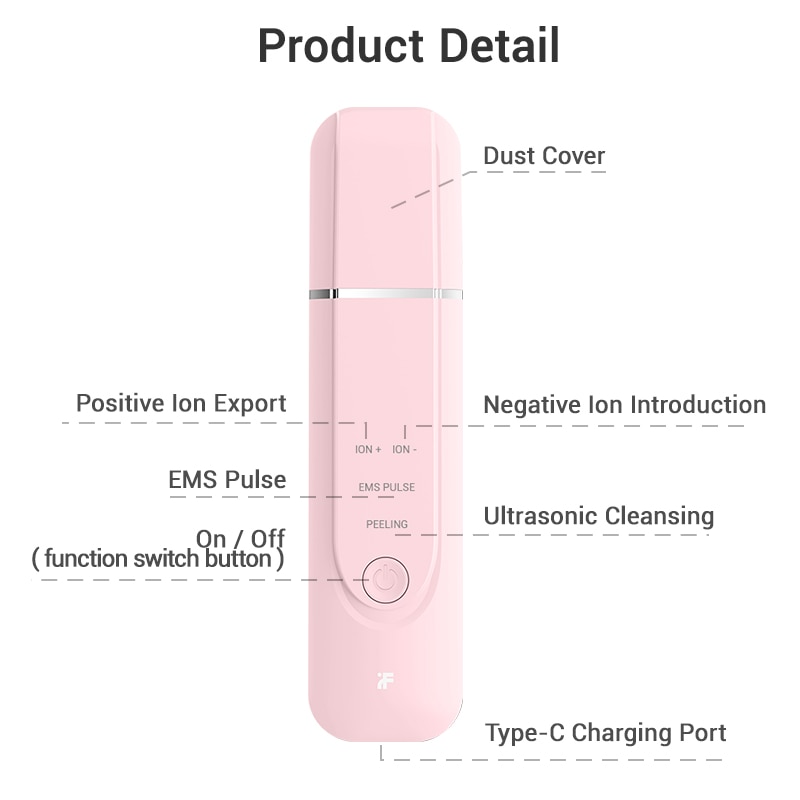 Product Detail
Dust Cover
Positive Ion Export
Negative Ion Introduction
ION +
ION -
EMS Pulse
EMS PULSE
PEELING
Ultrasonic Cleansing
On / Off
( function switch button )
iF
Type-C Charging Port